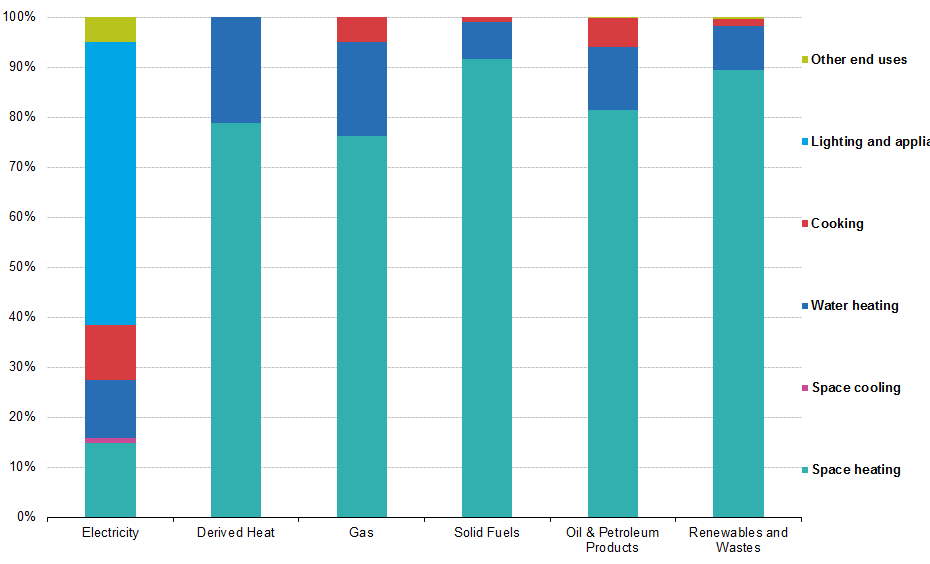 100%
90%
80%
70%
60%
50%
40%
30%
20%
10%
0%
Electricity
Derived Heat
Gas
Solid Fuels
Oil & Petroleum
Products
Renewables and
Wastes
Other end uses
Lighting and applia
Cooking
Water heating
Space cooling
Space heating